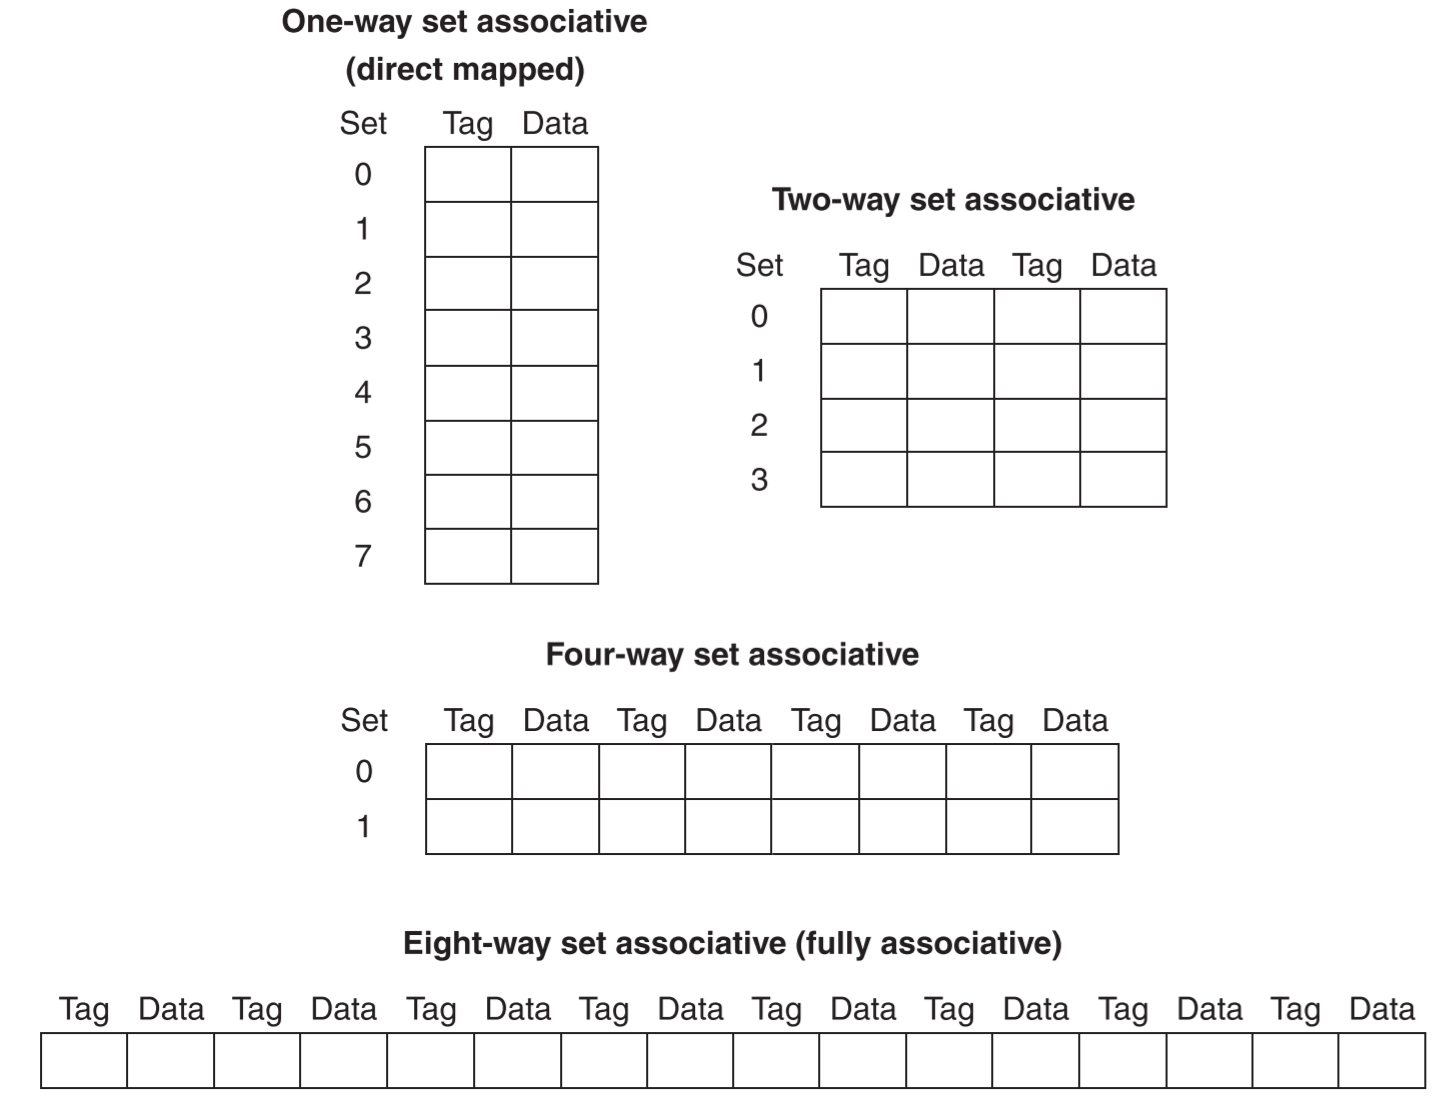 One-way set associative
(direct mapped)
Set Tag Data
0
1
2
3
4
5
6
7
Two-way set associative
Set Tag Data Tag Data
0
1
2
3
Four-way set associative
Set Tag Data Tag Data Tag Data Tag Data
0
1
Eight-way set associative (fully associative)
Tag Data Tag Data Tag Data Tag Data Tag Data Tag Data Tag Data Tag Data